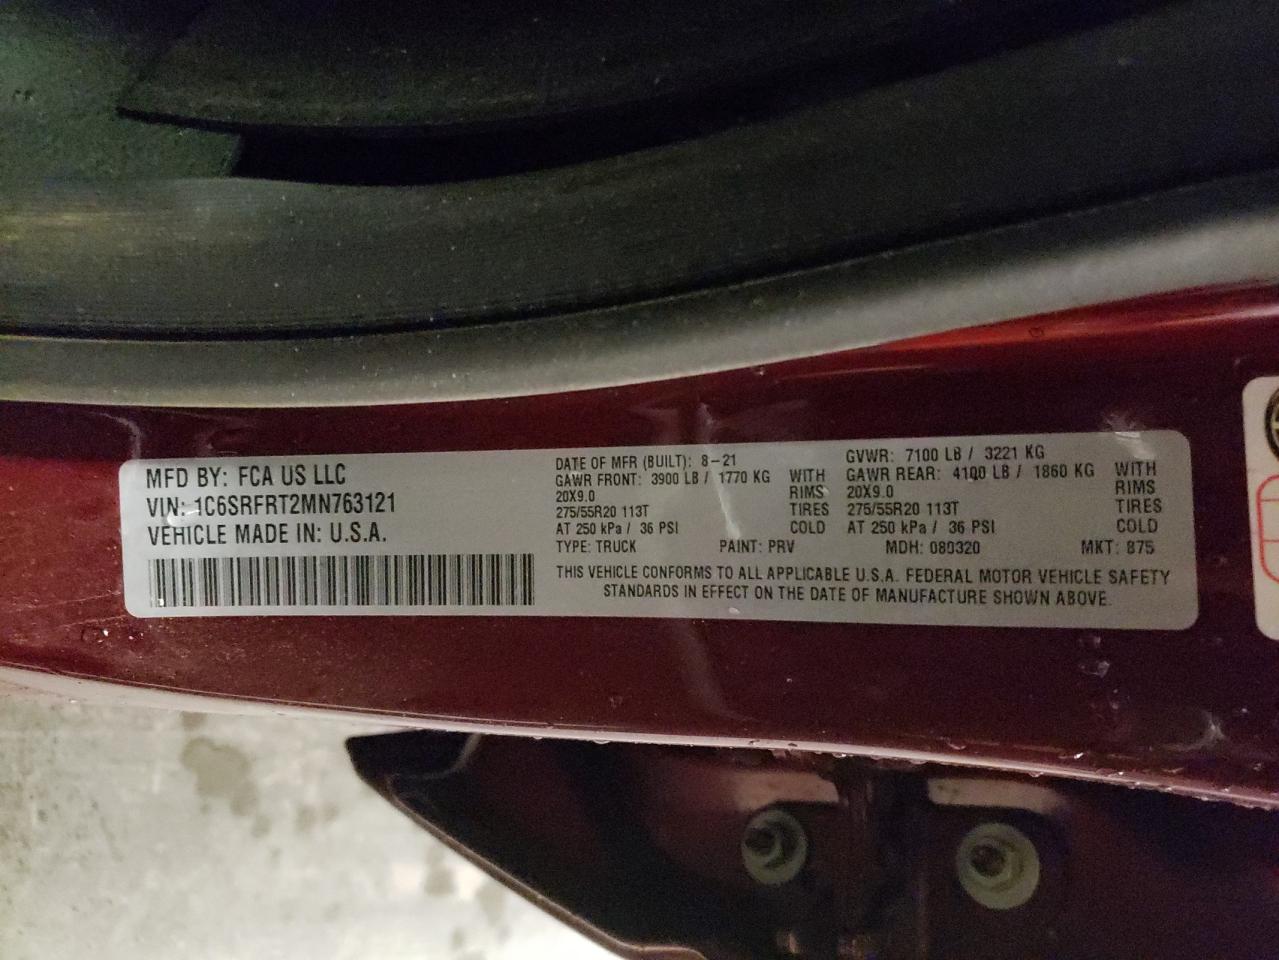 MFD BY: FCA US LLC
VIN: 1C6SRFRT2MN763121
VEHICLE MADE IN: U.S.A.
DATE OF MFR (BUILT): 8-21
GAWR FRONT: 3900 LB / 1770 KG WITH
20X9.0 RIMS
275/55R20 113T TIRES
AT 250 kPa / 36 PSI COLD
GVWR: 7100 LB / 3221 KG
GAWR REAR: 4100 LB / 1860 KG WITH
20X9.0 RIMS
275/55R20 113T TIRES
AT 250 kPa / 36 PSI COLD
TYPE: TRUCK PAINT: PRV MDH: 080320 MKT: 875
THIS VEHICLE CONFORMS TO ALL APPLICABLE U.S.A. FEDERAL MOTOR VEHICLE SAFETY
STANDARDS IN EFFECT ON THE DATE OF MANUFACTURE SHOWN ABOVE.